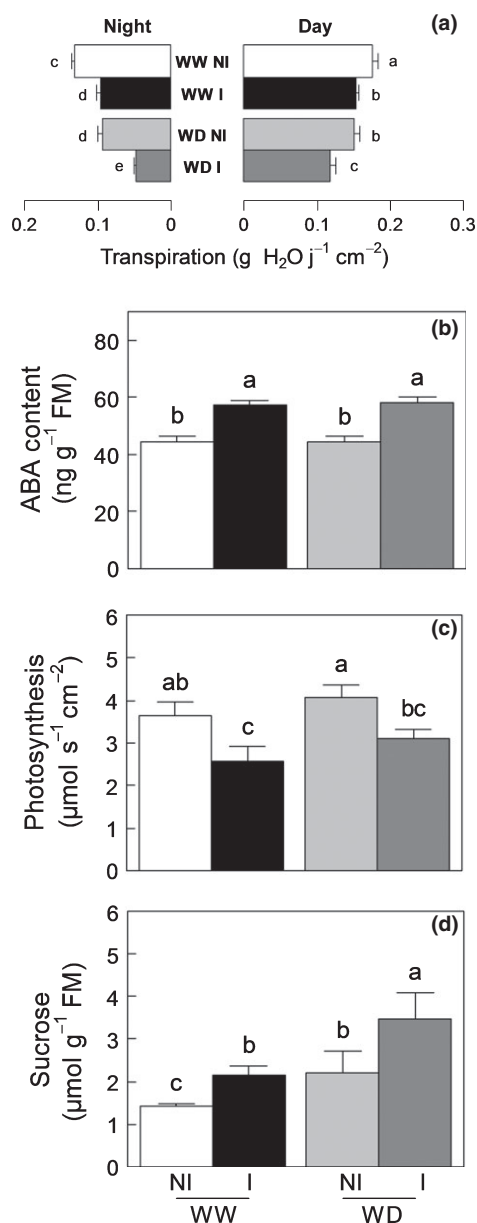 Night Day (a)
c WW NI a
d WW I b
d WD NI b
e WD I c
0.2 0.1 0 0 0.1 0.2 0.3
Transpiration (g H₂O j⁻¹ cm⁻²)
(b)
ABA content
(ng g⁻¹ FM)
80
60
40
20
0
b a b a
(c)
Photosynthesis
(µmol s⁻¹ cm⁻²)
6
5
4
3
2
1
0
ab c a bc
(d)
Sucrose
(µmol g⁻¹ FM)
6
5
4
3
2
1
0
c b b a
NI I NI I
WW WD